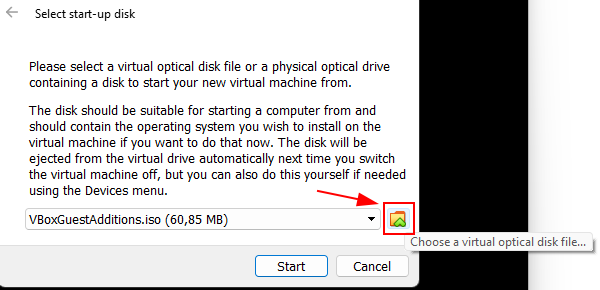 Select start-up disk
Please select a virtual optical disk file or a physical optical drive
containing a disk to start your new virtual machine from.
The disk should be suitable for starting a computer from and
should contain the operating system you wish to install on the
virtual machine if you want to do that now. The disk will be
ejected from the virtual drive automatically next time you switch
the virtual machine off, but you can also do this yourself if needed
using the Devices menu.
VBoxGuestAdditions.iso (60,85 MB)
Choose a virtual optical disk file...
Start
Cancel